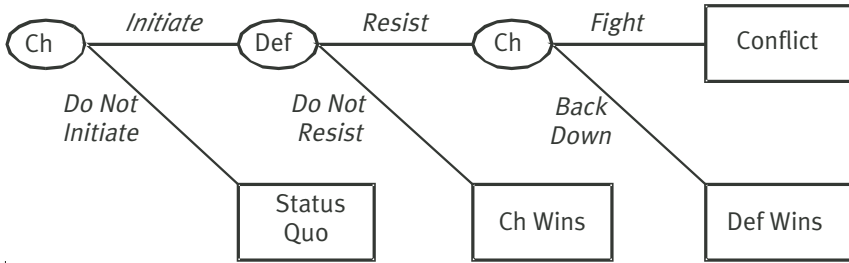 Initiate
Resist
Fight
Ch
Def
Ch
Conflict
Do Not
Initiate
Do Not
Resist
Back
Down
Status
Quo
Ch Wins
Def Wins